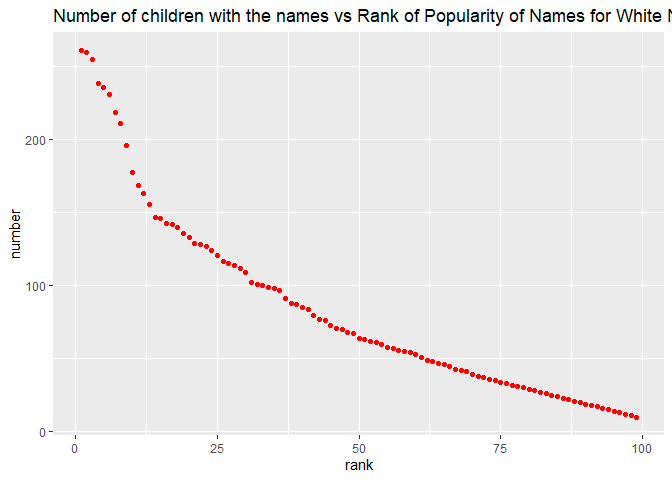 Number of children with the names vs Rank of Popularity of Names for White
200
100
0
number
0 25 50 75 100
rank